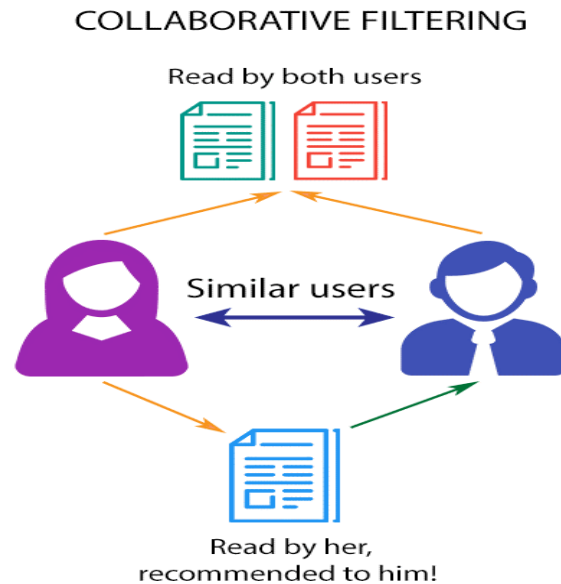 COLLABORATIVE FILTERING
Read by both users
Similar users
Read by her,
recommended to him!